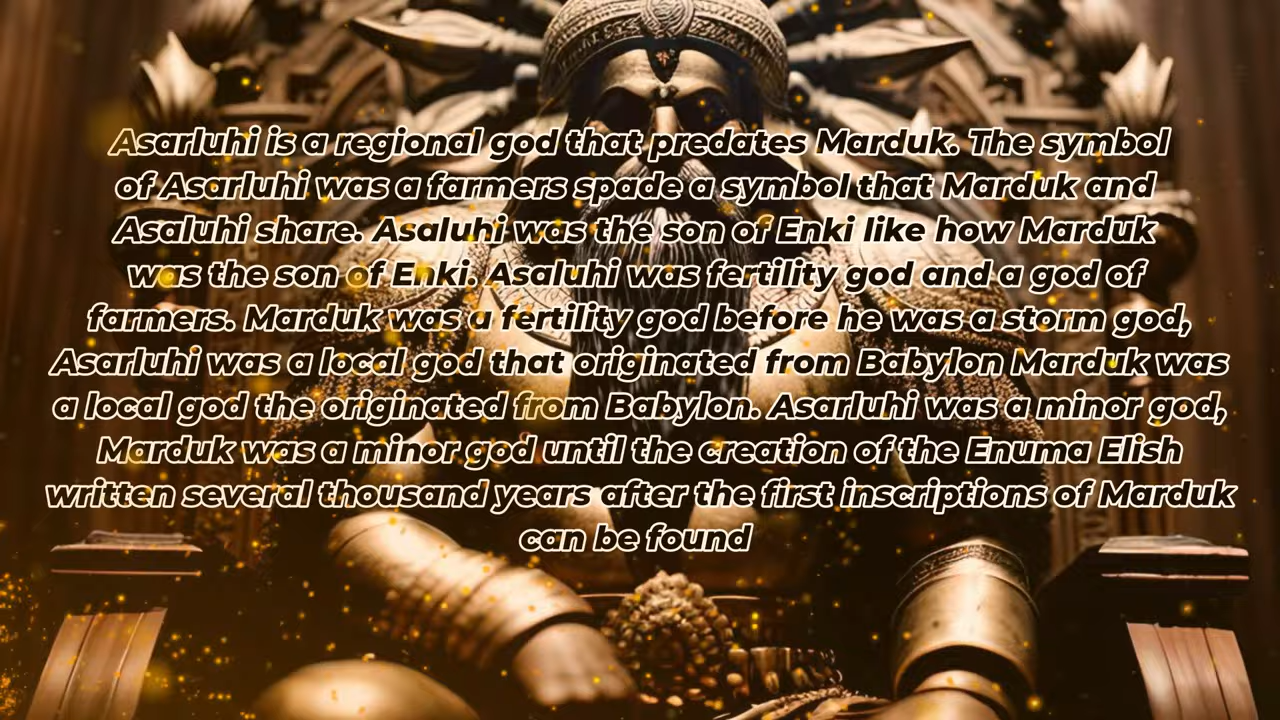 Asarluhi is a regional god that predates Marduk. The symbol
of Asarluhi was a farmers spade a symbol that Marduk and
Asaluhi share. Asaluhi was the son of Enki like how Marduk
was the son of Enki. Asaluhi was fertility god and a god of
farmers. Marduk was a fertility god before he was a storm god,
Asarluhi was a local god that originated from Babylon Marduk was
a local god the originated from Babylon. Asarluhi was a minor god,
Marduk was a minor god until the creation of the Enuma Elish
written several thousand years after the first inscriptions of Marduk
can be found